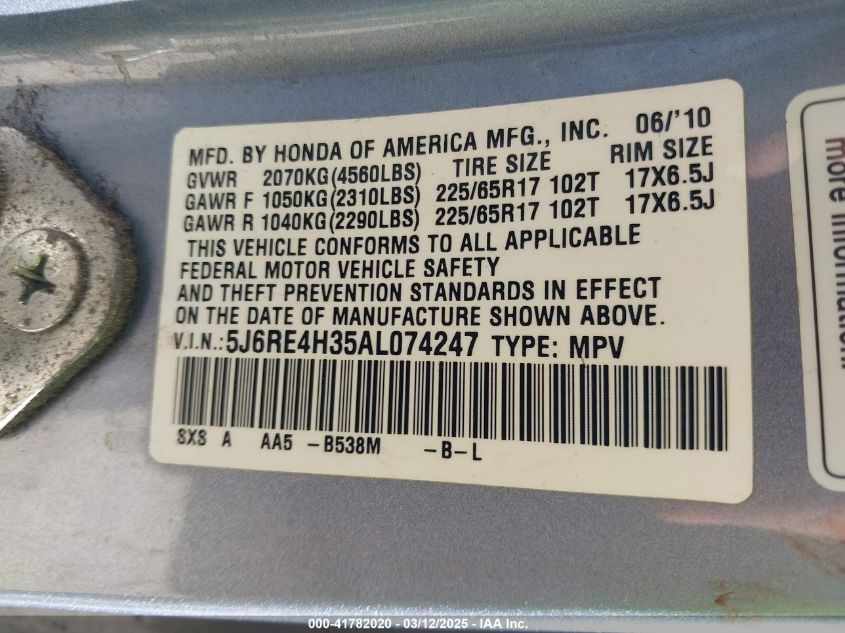 MFD. BY HONDA OF AMERICA MFG., INC. 06/'10
GVWR 2070KG(4560LBS) TIRE SIZE RIM SIZE
GAWR F 1050KG(2310LBS) 225/65R17 102T 17X6.5J
GAWR R 1040KG(2290LBS) 225/65R17 102T 17X6.5J
THIS VEHICLE CONFORMS TO ALL APPLICABLE
FEDERAL MOTOR VEHICLE SAFETY
AND THEFT PREVENTION STANDARDS IN EFFECT
ON THE DATE OF MANUFACTURE SHOWN ABOVE.
V.I.N.:5J6RE4H35AL074247 TYPE: MPV
SXS A AA5 -B538M -B-L
more information
000-41782020 - 03/12/2025 - IAA Inc.